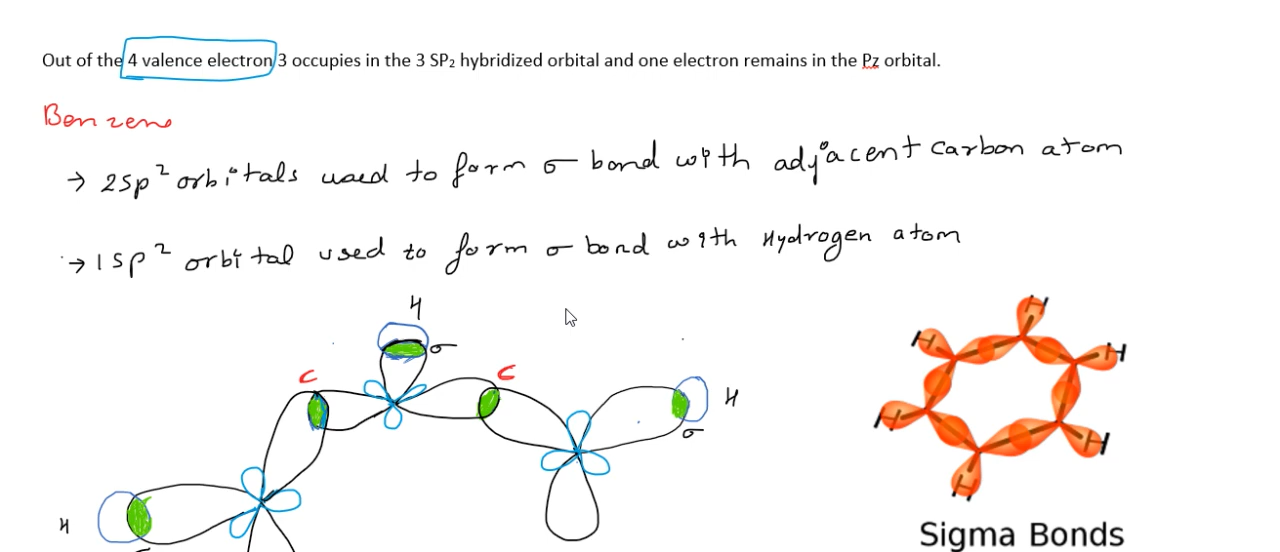 Out of the 4 valence electron 3 occupies in the 3 SP₂ hybridized orbital and one electron remains in the Pz orbital.
Benzene
→ 2sp² orbitals used to form σ bond with adjacent carbon atom
→ 1sp² orbital used to form σ bond with Hydrogen atom
H
σ
C
C
H
σ
H
H
H
H
H
H
H
Sigma Bonds